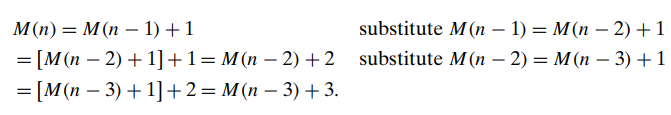 M(n) = M(n − 1) + 1 substitute M(n − 1) = M(n − 2) + 1
= [M(n − 2) + 1] + 1 = M(n − 2) + 2 substitute M(n − 2) = M(n − 3) + 1
= [M(n − 3) + 1] + 2 = M(n − 3) + 3.